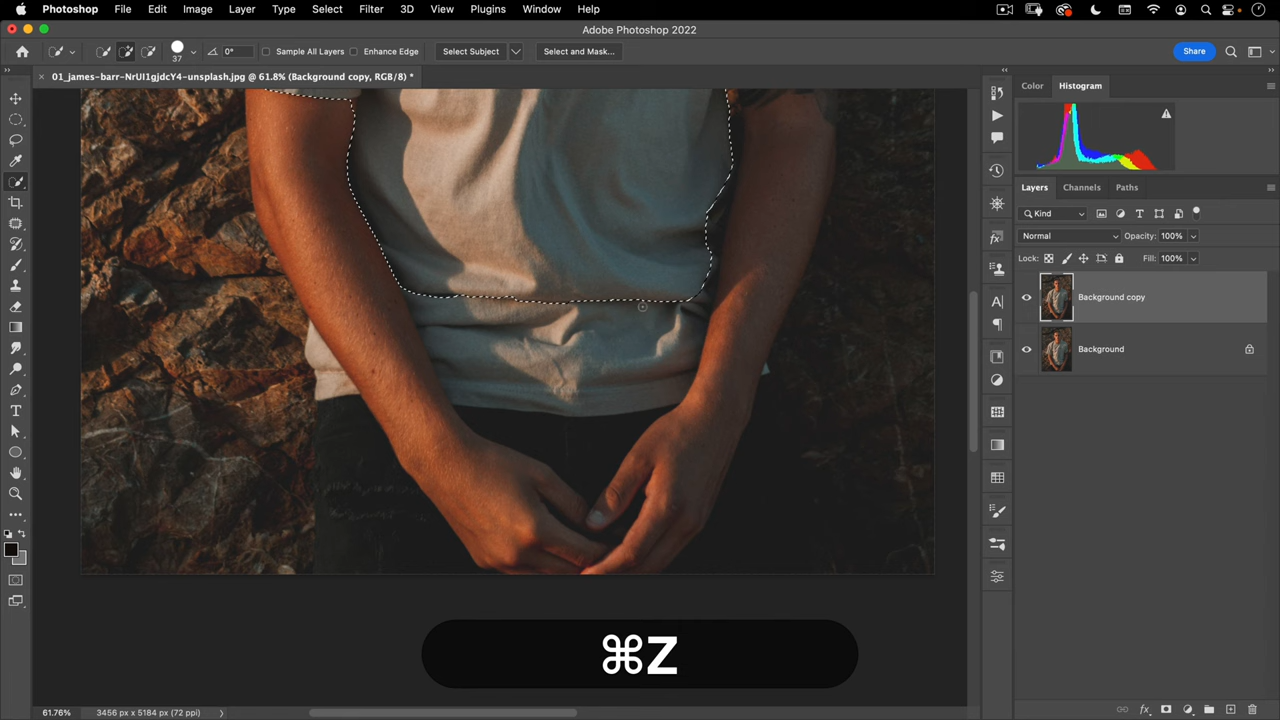 Photoshop File Edit Image Layer Type Select Filter 3D View Plugins Window Help
Adobe Photoshop 2022
37 0° Sample All Layers Enhance Edge Select Subject Select and Mask... Share
01_james-barr-NrUI1gjdcY4-unsplash.jpg @ 61.8% (Background copy, RGB/8) *
Color Histogram
Layers Channels Paths
Kind
Normal Opacity: 100%
Lock: Fill: 100%
Background copy
Background
⌘Z
61.76% 3456 px x 5184 px (72 ppi)